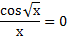 cos√x / x = 0